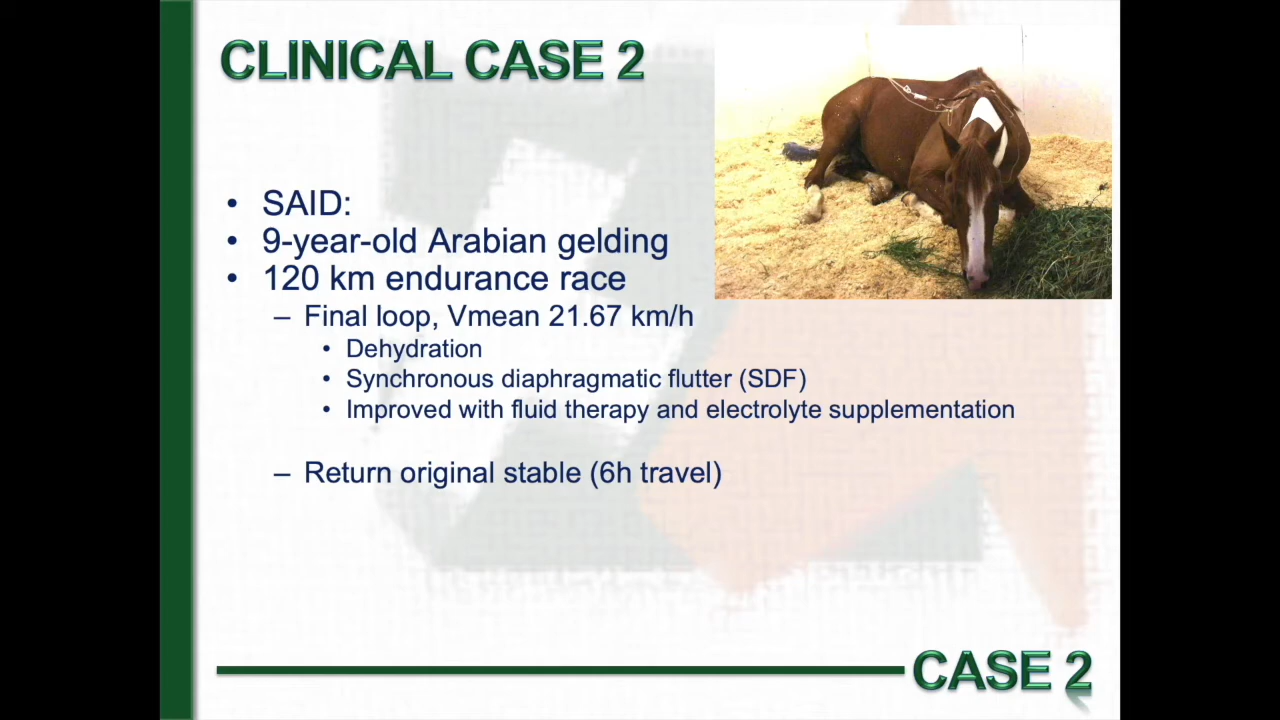 CLINICAL CASE 2
• SAID:
• 9-year-old Arabian gelding
• 120 km endurance race
– Final loop, Vmean 21.67 km/h
• Dehydration
• Synchronous diaphragmatic flutter (SDF)
• Improved with fluid therapy and electrolyte supplementation
– Return original stable (6h travel)
CASE 2